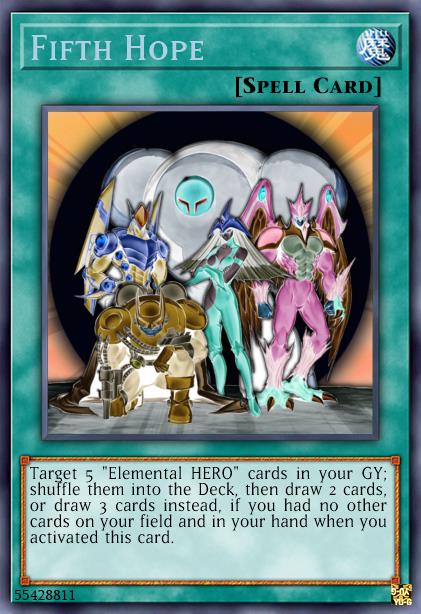 Fifth Hope
魔
[Spell Card]
Target 5 "Elemental HERO" cards in your GY;
shuffle them into the Deck, then draw 2 cards,
or draw 3 cards instead, if you had no other
cards on your field and in your hand when you
activated this card.
55428811